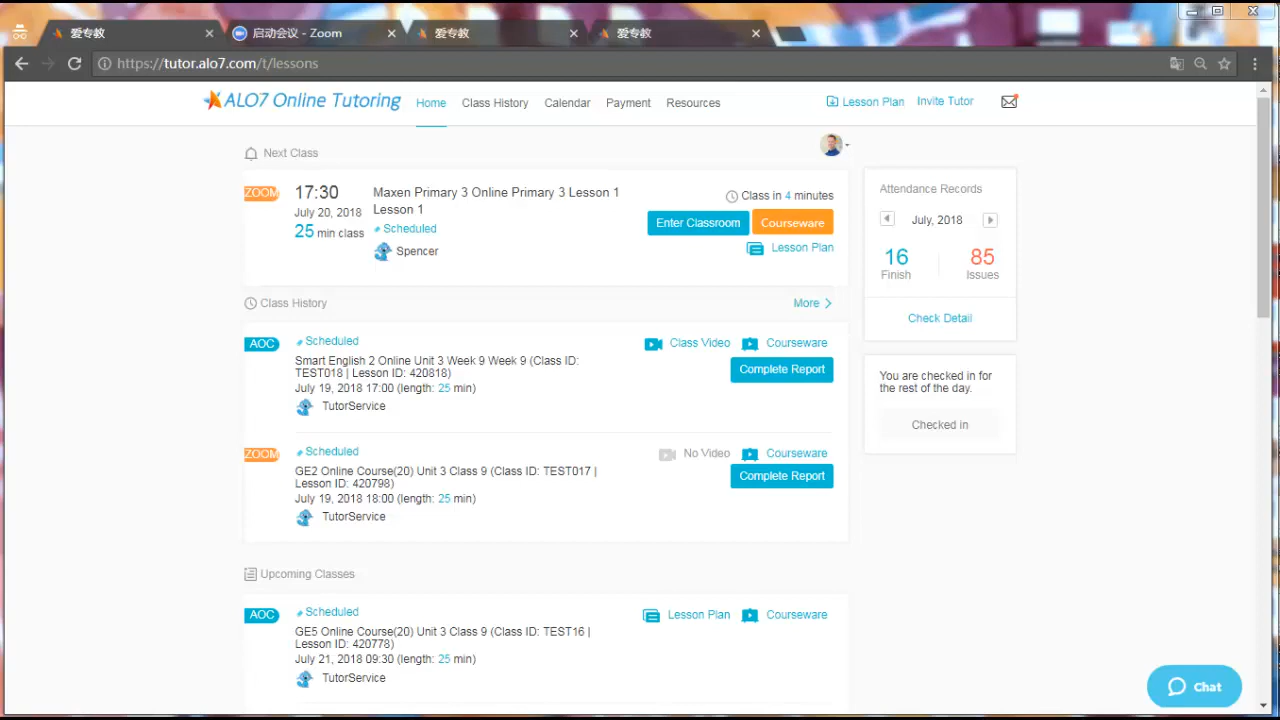 爱专教
启动会议 - Zoom
爱专教
爱专教
https://tutor.alo7.com/t/lessons
ALO7 Online Tutoring
Home
Class History
Calendar
Payment
Resources
Lesson Plan
Invite Tutor
Next Class
ZOOM
17:30
July 20, 2018
25 min class
Maxen Primary 3 Online Primary 3 Lesson 1
Lesson 1
Scheduled
Spencer
Class in 4 minutes
Enter Classroom
Courseware
Lesson Plan
Attendance Records
July, 2018
16
Finish
85
Issues
Check Detail
You are checked in for
the rest of the day.
Checked in
Class History
More
AOC
Scheduled
Smart English 2 Online Unit 3 Week 9 Week 9 (Class ID:
TEST018 | Lesson ID: 420818)
July 19, 2018 17:00 (length: 25 min)
TutorService
Class Video
Courseware
Complete Report
ZOOM
Scheduled
GE2 Online Course(20) Unit 3 Class 9 (Class ID: TEST017 |
Lesson ID: 420798)
July 19, 2018 18:00 (length: 25 min)
TutorService
No Video
Courseware
Complete Report
Upcoming Classes
AOC
Scheduled
GE5 Online Course(20) Unit 3 Class 9 (Class ID: TEST16 |
Lesson ID: 420778)
July 21, 2018 09:30 (length: 25 min)
TutorService
Lesson Plan
Courseware
Chat